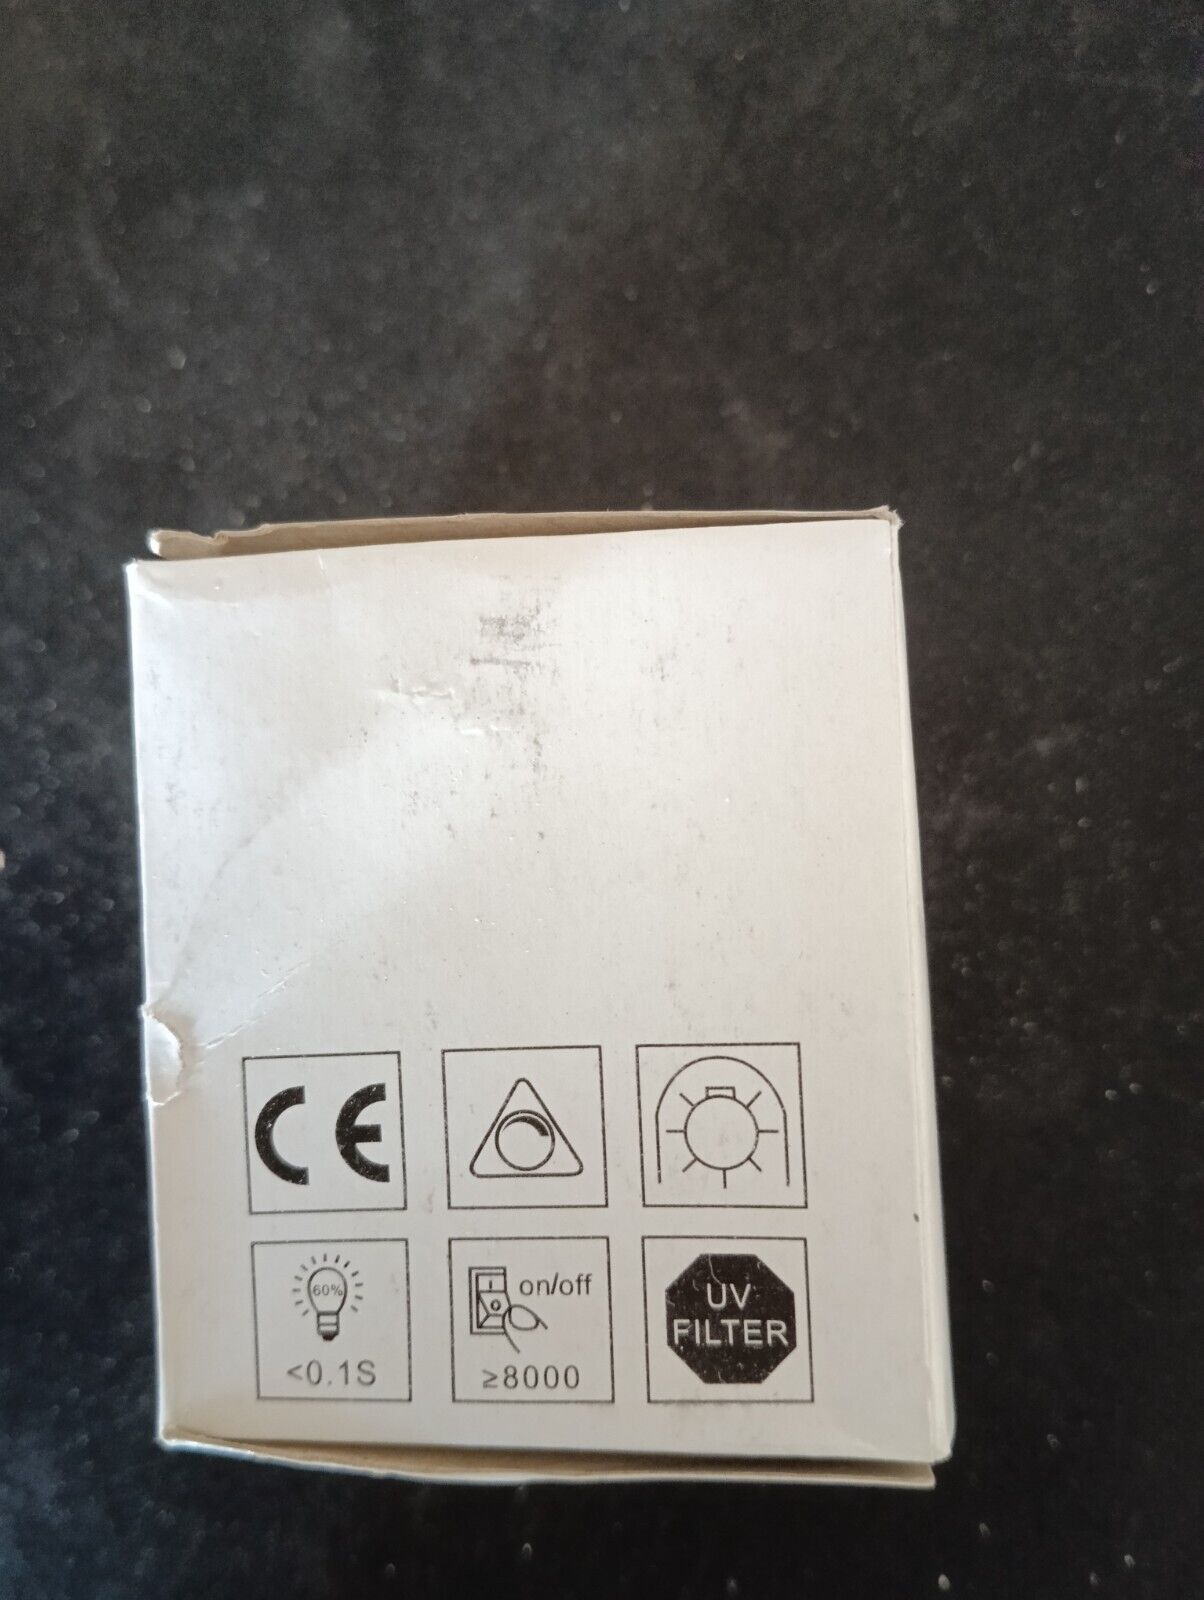 CE
60%
<0.1S
on/off
≥8000
UV
FILTER